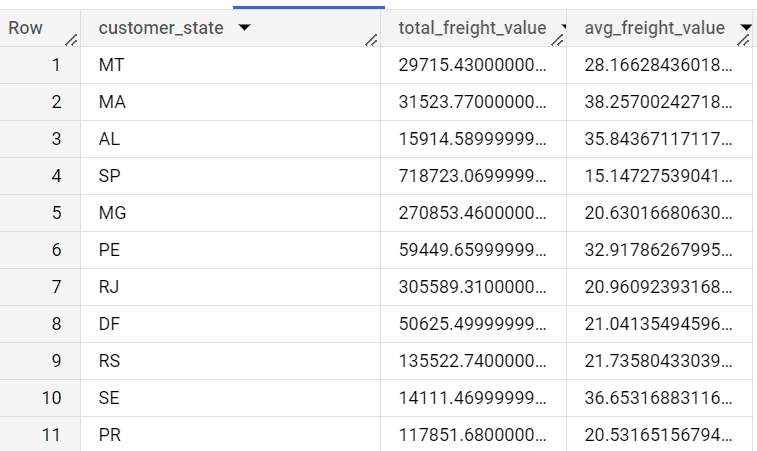 Row customer_state total_freight_value avg_freight_value
1 MT 29715.43000000... 28.16628436018...
2 MA 31523.77000000... 38.25700242718...
3 AL 15914.58999999... 35.84367117117...
4 SP 718723.0699999... 15.14727539041...
5 MG 270853.4600000... 20.63016680630...
6 PE 59449.65999999... 32.91786267995...
7 RJ 305589.3100000... 20.96092393168...
8 DF 50625.49999999... 21.04135494596...
9 RS 135522.7400000... 21.73580433039...
10 SE 14111.46999999... 36.65316883116...
11 PR 117851.6800000... 20.53165156794...